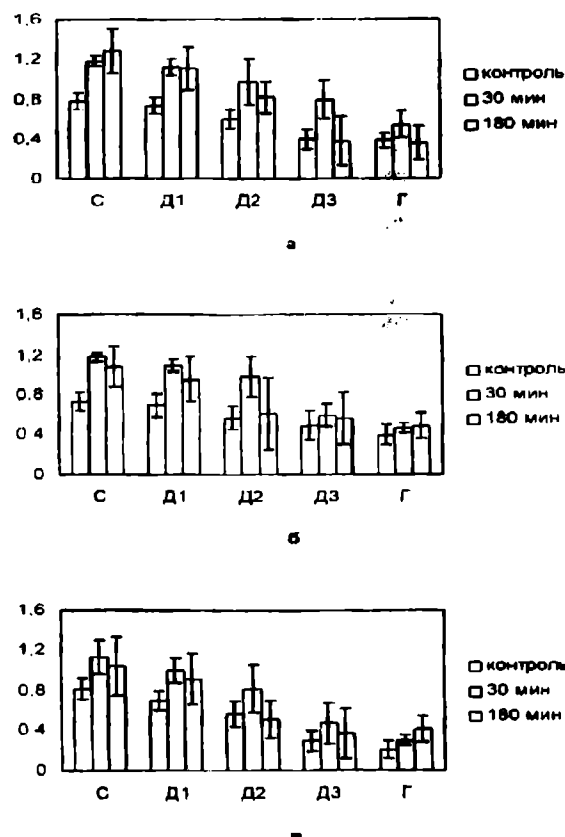 1.6
1.2
0.8
0.4
0
контроль
30 мин
180 мин
С Д1 Д2 Д3 Г
а
1,6
1,2
0.8
0 4
0
контроль
30 мин
180 мин
С Д1 Д2 Д3 Г
б
1,6
1.2
0.8
0 4
0
контроль
30 мин
180 мин
С Д1 Д2 Д3 Г